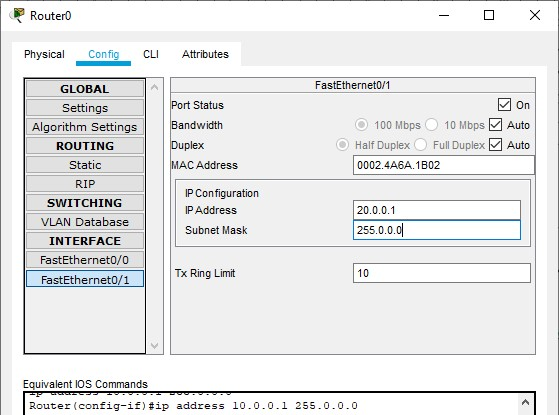 Router0
Physical Config CLI Attributes
GLOBAL
Settings
Algorithm Settings
ROUTING
Static
RIP
SWITCHING
VLAN Database
INTERFACE
FastEthernet0/0
FastEthernet0/1
FastEthernet0/1
Port Status On
Bandwidth 100 Mbps 10 Mbps Auto
Duplex Half Duplex Full Duplex Auto
MAC Address 0002.4A6A.1B02
IP Configuration
IP Address 20.0.0.1
Subnet Mask 255.0.0.0
Tx Ring Limit 10
Equivalent IOS Commands
Router(config-if)#ip address 10.0.0.1 255.0.0.0